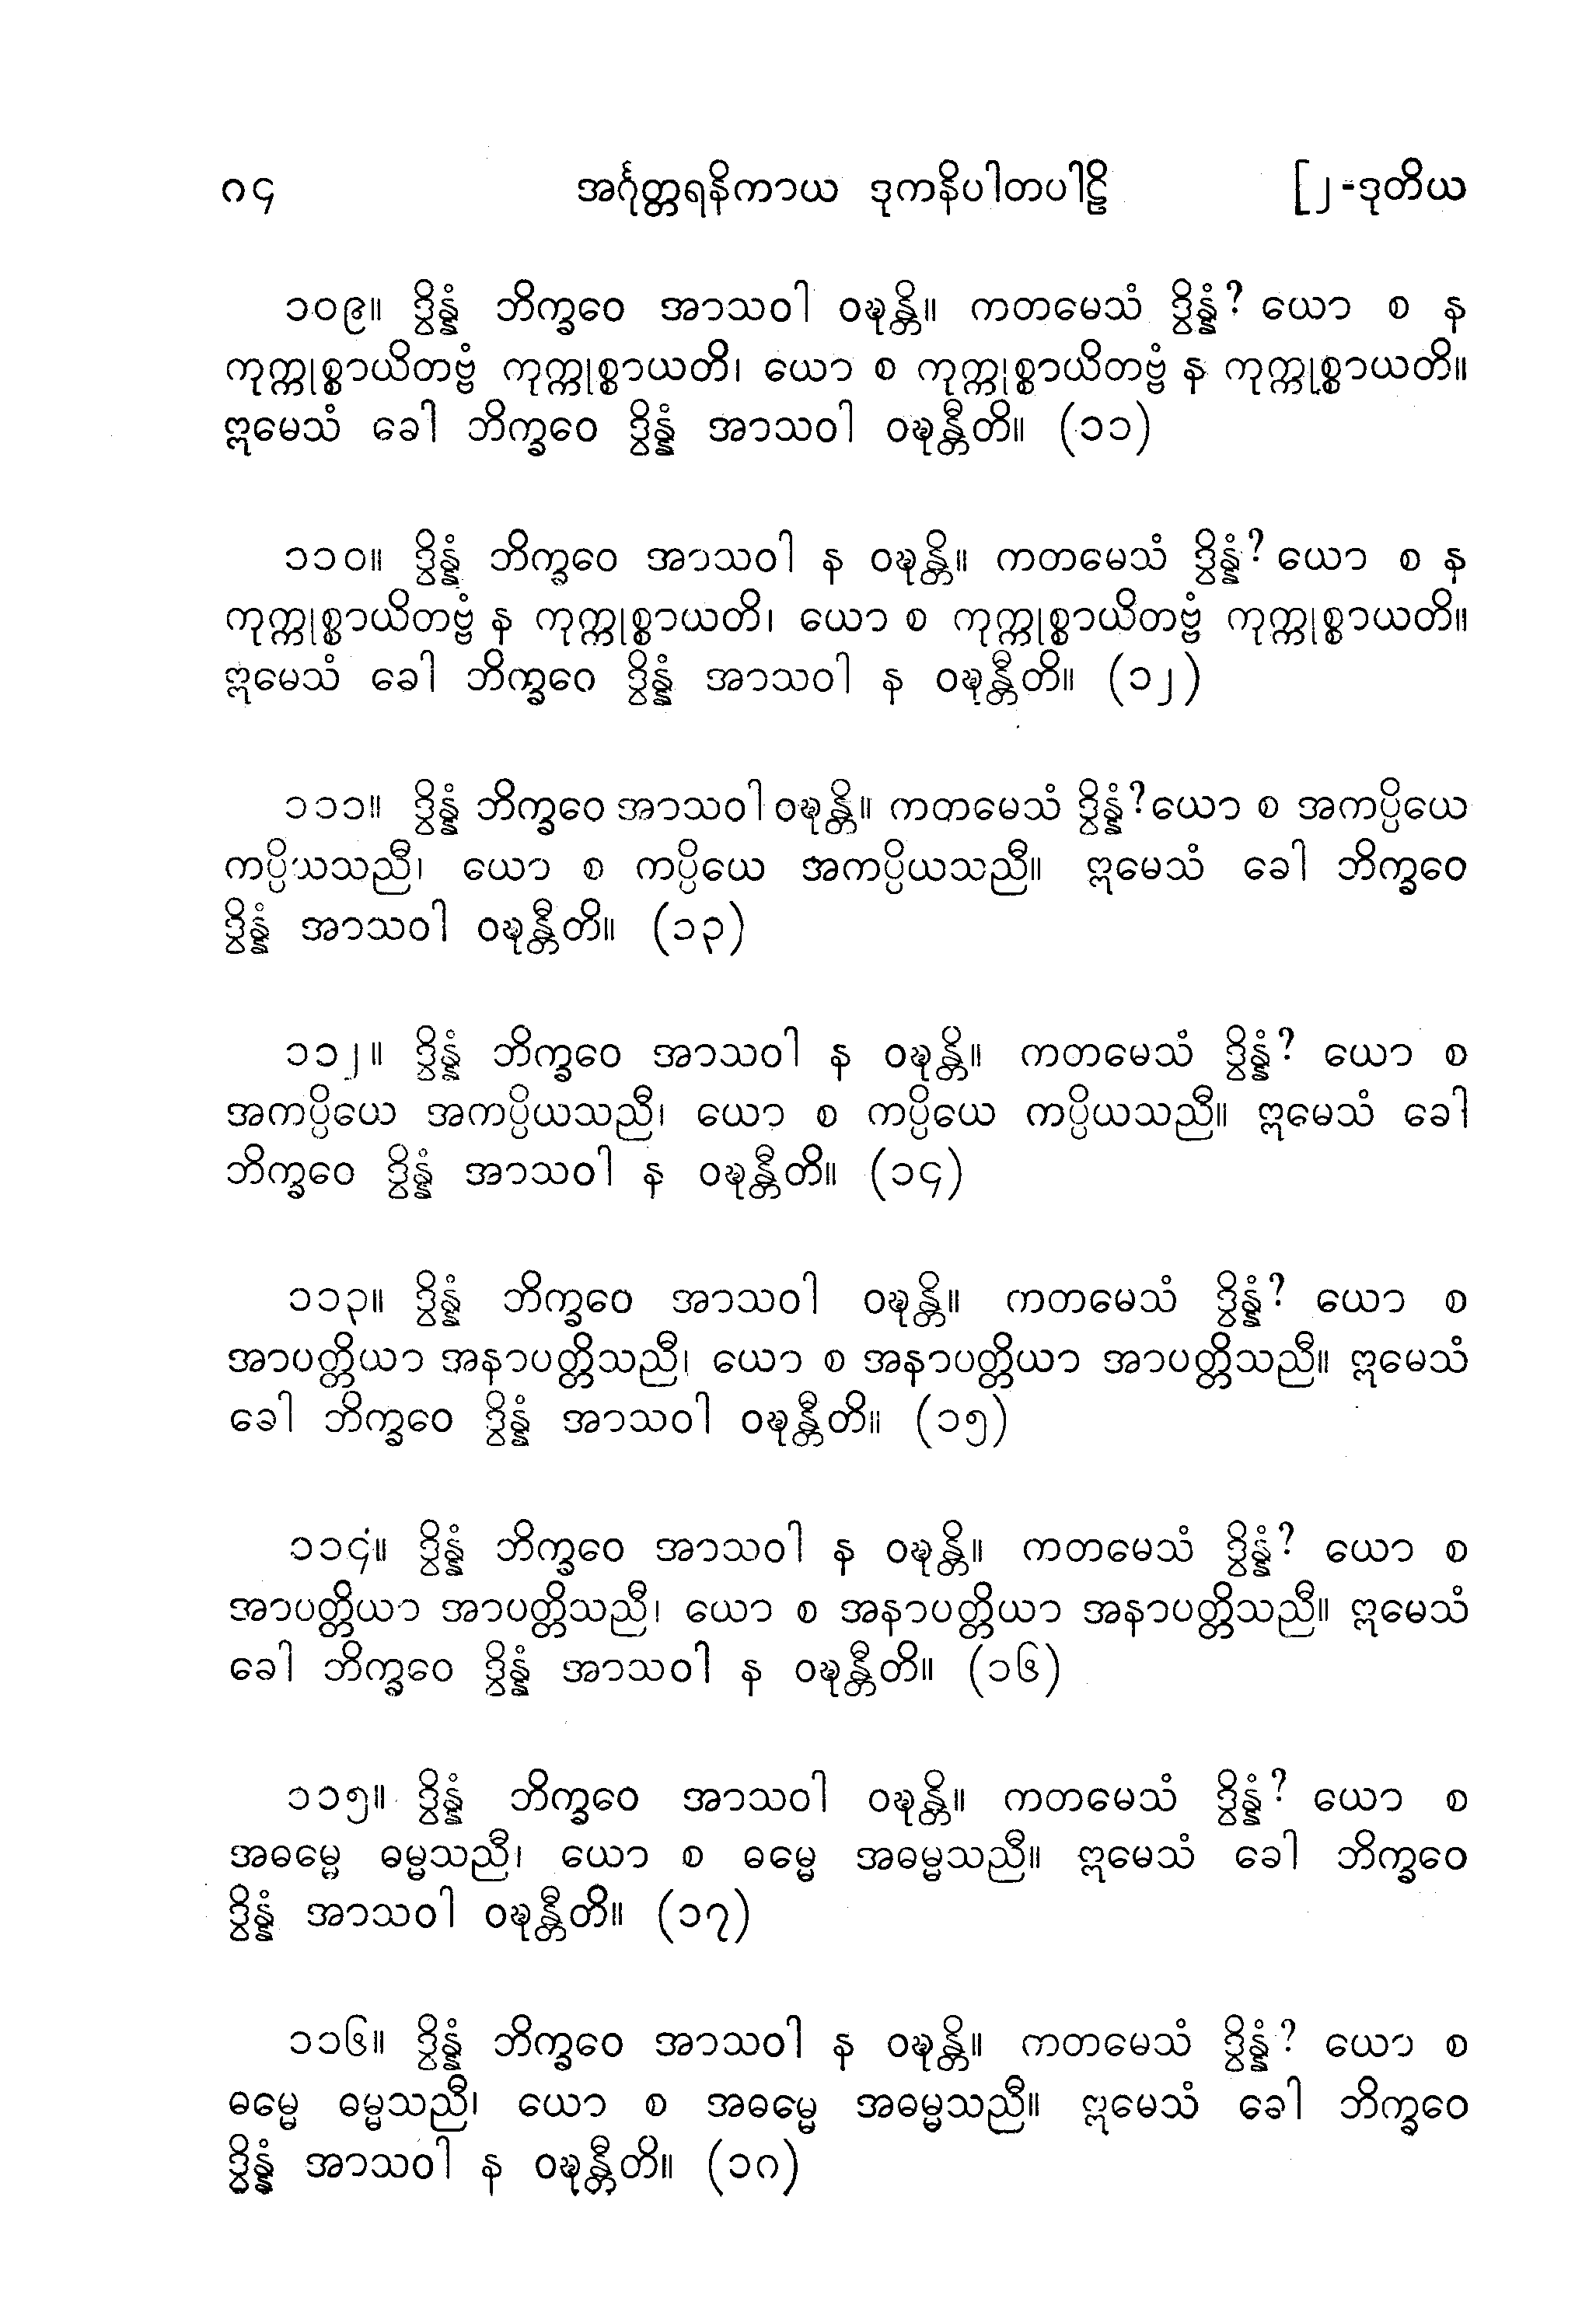 ၈၄ အင်္ဂုတ္တရနိကာယ ဒုကနိပါတပါဠိ [၂-ဒုတိယ
၁၀၉။ ဒွိန္နံ ဘိက္ခဝေ အာသဝါ ဝဍ္ဎန္တိ။ ကတမေသံ ဒွိန္နံ? ယော စ န
ကုက္ကုစ္စာယိတဗ္ဗံ ကုက္ကုစ္စာယတိ၊ ယော စ ကုက္ကုစ္စာယိတဗ္ဗံ န ကုက္ကုစ္စာယတိ။
ဣမေသံ ခေါ ဘိက္ခဝေ ဒွိန္နံ အာသဝါ ဝဍ္ဎန္တီတိ။ (၁၁)
၁၁၀။ ဒွိန္နံ ဘိက္ခဝေ အာသဝါ န ဝဍ္ဎန္တိ။ ကတမေသံ ဒွိန္နံ? ယော စ န
ကုက္ကုစ္စာယိတဗ္ဗံ န ကုက္ကုစ္စာယတိ၊ ယော စ ကုက္ကုစ္စာယိတဗ္ဗံ ကုက္ကုစ္စာယတိ။
ဣမေသံ ခေါ ဘိက္ခဝေ ဒွိန္နံ အာသဝါ န ဝဍ္ဎန္တီတိ။ (၁၂)
၁၁၁။ ဒွိန္နံ ဘိက္ခဝေ အာသဝါ ဝဍ္ဎန္တိ။ ကတမေသံ ဒွိန္နံ? ယော စ အကပ္ပိယေ
ကပ္ပိယသညီ၊ ယော စ ကပ္ပိယေ အကပ္ပိယသညီ။ ဣမေသံ ခေါ ဘိက္ခဝေ
ဒွိန္နံ အာသဝါ ဝဍ္ဎန္တီတိ။ (၁၃)
၁၁၂။ ဒွိန္နံ ဘိက္ခဝေ အာသဝါ န ဝဍ္ဎန္တိ။ ကတမေသံ ဒွိန္နံ? ယော စ
အကပ္ပိယေ အကပ္ပိယသညီ၊ ယော စ ကပ္ပိယေ ကပ္ပိယသညီ။ ဣမေသံ ခေါ
ဘိက္ခဝေ ဒွိန္နံ အာသဝါ န ဝဍ္ဎန္တီတိ။ (၁၄)
၁၁၃။ ဒွိန္နံ ဘိက္ခဝေ အာသဝါ ဝဍ္ဎန္တိ။ ကတမေသံ ဒွိန္နံ? ယော စ
အာပတ္တိယာ အနာပတ္တိသညီ၊ ယော စ အနာပတ္တိယာ အာပတ္တိသညီ။ ဣမေသံ
ခေါ ဘိက္ခဝေ ဒွိန္နံ အာသဝါ ဝဍ္ဎန္တီတိ။ (၁၅)
၁၁၄။ ဒွိန္နံ ဘိက္ခဝေ အာသဝါ န ဝဍ္ဎန္တိ။ ကတမေသံ ဒွိန္နံ? ယော စ
အာပတ္တိယာ အာပတ္တိသညီ၊ ယော စ အနာပတ္တိယာ အနာပတ္တိသညီ။ ဣမေသံ
ခေါ ဘိက္ခဝေ ဒွိန္နံ အာသဝါ န ဝဍ္ဎန္တီတိ။ (၁၆)
၁၁၅။ ဒွိန္နံ ဘိက္ခဝေ အာသဝါ ဝဍ္ဎန္တိ။ ကတမေသံ ဒွိန္နံ? ယော စ
အဓမ္မေ ဓမ္မသညီ၊ ယော စ ဓမ္မေ အဓမ္မသညီ။ ဣမေသံ ခေါ ဘိက္ခဝေ
ဒွိန္နံ အာသဝါ ဝဍ္ဎန္တီတိ။ (၁၇)
၁၁၆။ ဒွိန္နံ ဘိက္ခဝေ အာသဝါ န ဝဍ္ဎန္တိ။ ကတမေသံ ဒွိန္နံ? ယော စ
ဓမ္မေ ဓမ္မသညီ၊ ယော စ အဓမ္မေ အဓမ္မသညီ။ ဣမေသံ ခေါ ဘိက္ခဝေ
ဒွိန္နံ အာသဝါ န ဝဍ္ဎန္တီတိ။ (၁၈)